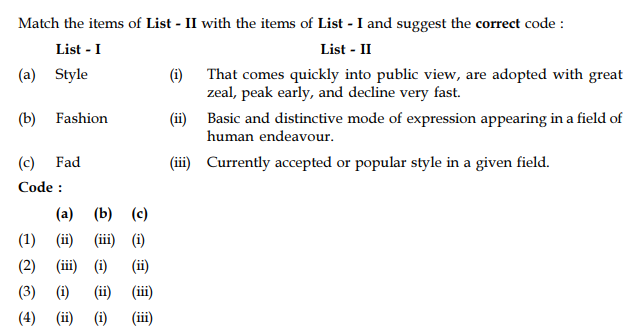 Match the items of List - II with the items of List - I and suggest the correct code :
List - I List - II
(a) Style (i) That comes quickly into public view, are adopted with great
zeal, peak early, and decline very fast.
(b) Fashion (ii) Basic and distinctive mode of expression appearing in a field of
human endeavour.
(c) Fad (iii) Currently accepted or popular style in a given field.
Code :
(a) (b) (c)
(1) (ii) (iii) (i)
(2) (iii) (i) (ii)
(3) (i) (ii) (iii)
(4) (ii) (i) (iii)